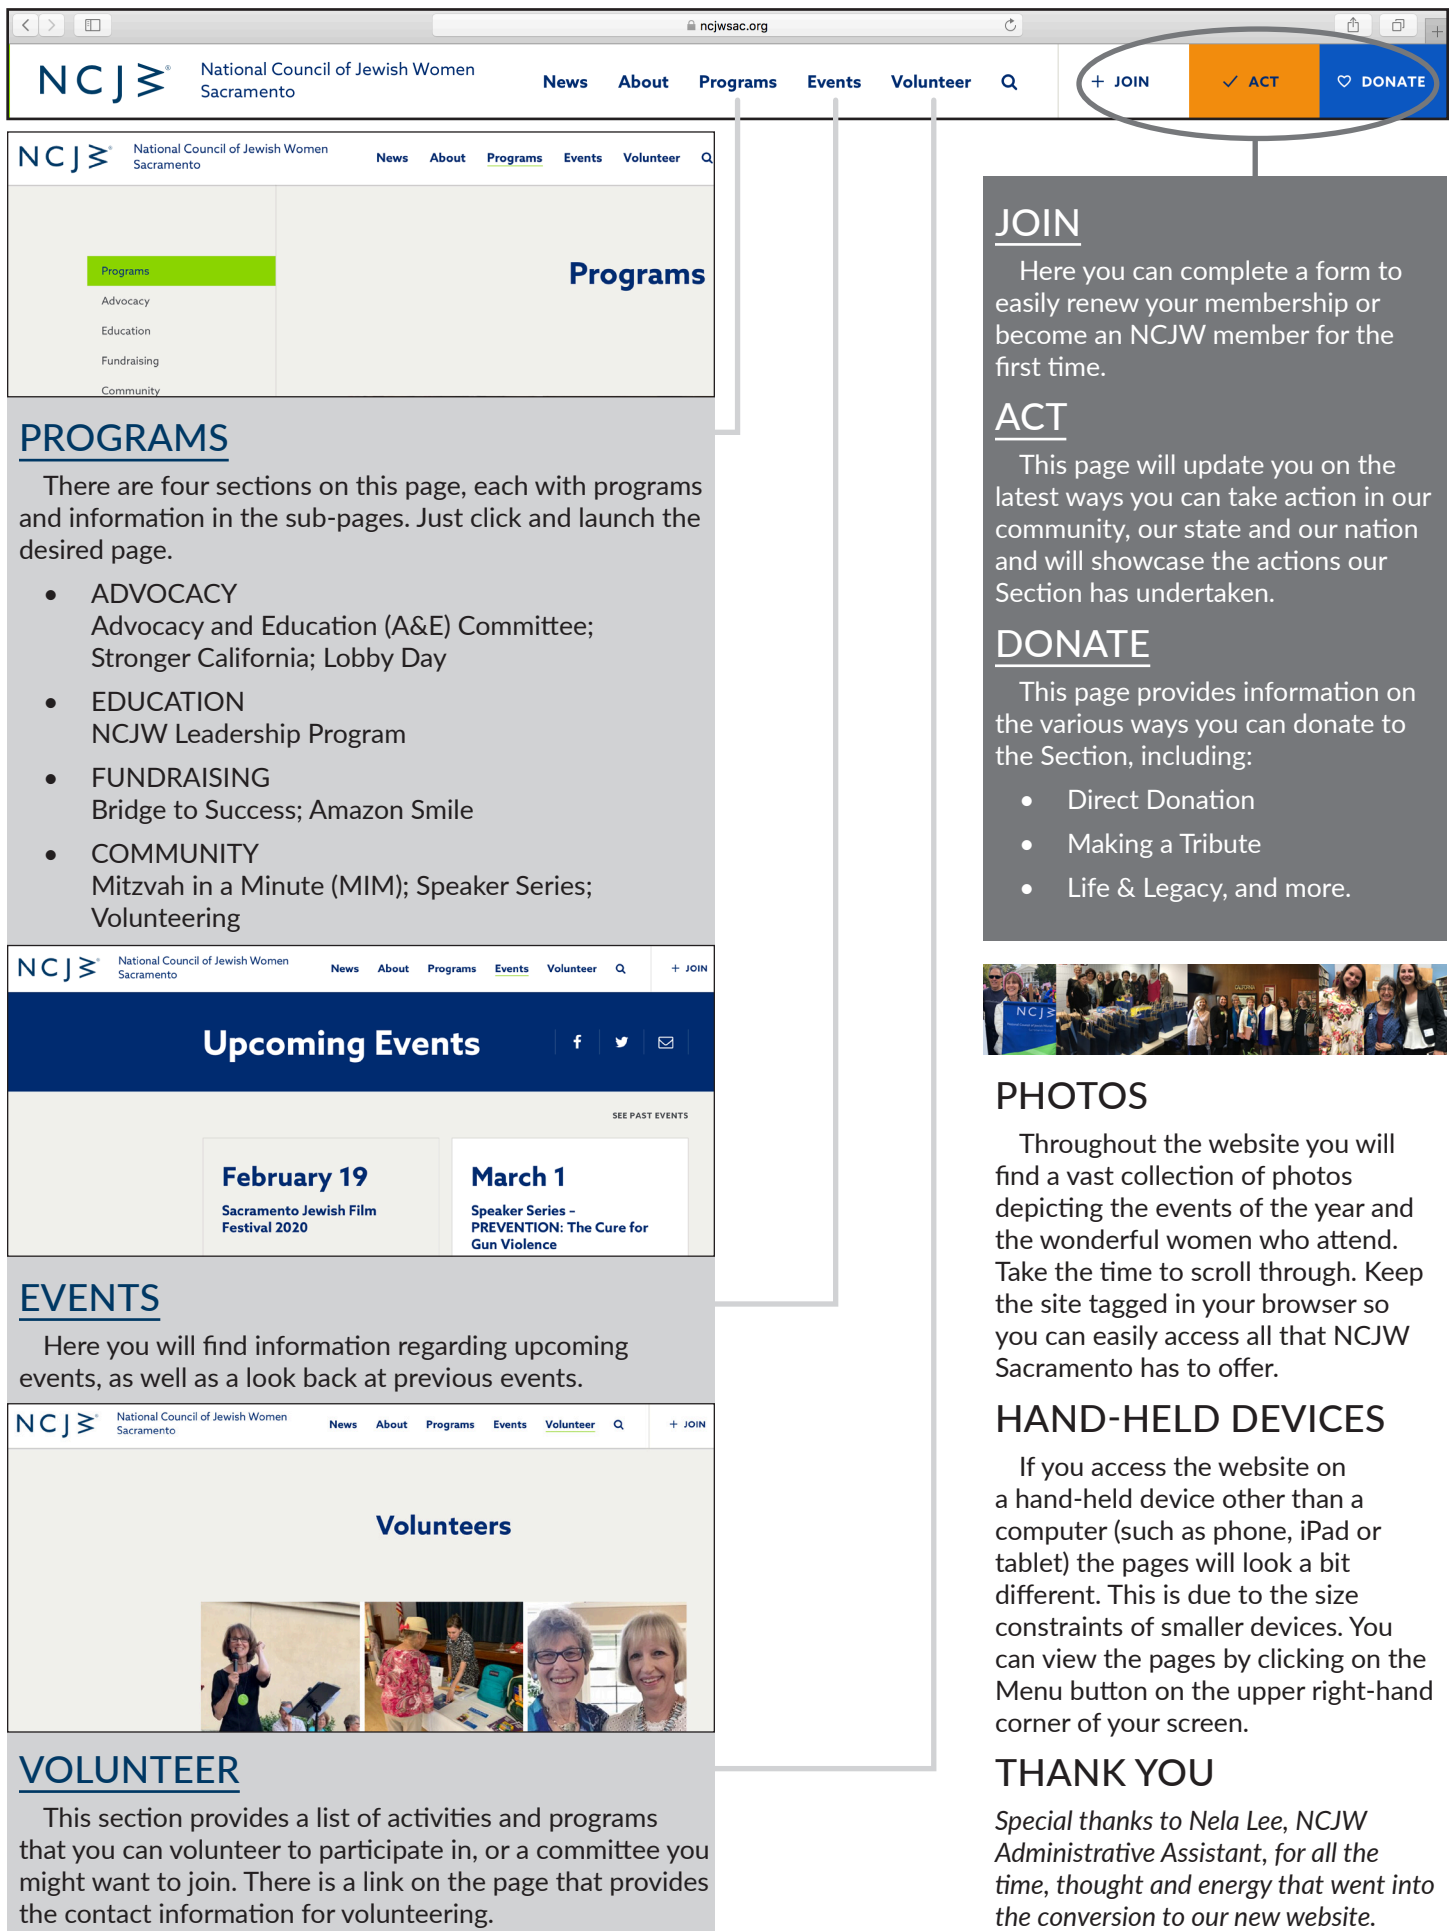 ncjwsac.org
NCJW®
National Council of Jewish Women
Sacramento
News About Programs Events Volunteer
+ JOIN
ACT
DONATE
NCJW®
National Council of Jewish Women
Sacramento
News About Programs Events Volunteer
Programs
Advocacy
Education
Fundraising
Community
Programs
PROGRAMS
There are four sections on this page, each with programs
and information in the sub-pages. Just click and launch the
desired page.
• ADVOCACY
Advocacy and Education (A&E) Committee;
Stronger California; Lobby Day
• EDUCATION
NCJW Leadership Program
• FUNDRAISING
Bridge to Success; Amazon Smile
• COMMUNITY
Mitzvah in a Minute (MIM); Speaker Series;
Volunteering
NCJW®
National Council of Jewish Women
Sacramento
News About Programs Events Volunteer + JOIN
Upcoming Events
SEE PAST EVENTS
February 19
Sacramento Jewish Film
Festival 2020
March 1
Speaker Series –
PREVENTION: The Cure for
Gun Violence
EVENTS
Here you will find information regarding upcoming
events, as well as a look back at previous events.
NCJW®
National Council of Jewish Women
Sacramento
News About Programs Events Volunteer + JOIN
Volunteers
VOLUNTEER
This section provides a list of activities and programs
that you can volunteer to participate in, or a committee you
might want to join. There is a link on the page that provides
the contact information for volunteering.
JOIN
Here you can complete a form to
easily renew your membership or
become an NCJW member for the
first time.
ACT
This page will update you on the
latest ways you can take action in our
community, our state and our nation
and will showcase the actions our
Section has undertaken.
DONATE
This page provides information on
the various ways you can donate to
the Section, including:
• Direct Donation
• Making a Tribute
• Life & Legacy, and more.
NCJW
CALIFORNIA
PHOTOS
Throughout the website you will
find a vast collection of photos
depicting the events of the year and
the wonderful women who attend.
Take the time to scroll through. Keep
the site tagged in your browser so
you can easily access all that NCJW
Sacramento has to offer.
HAND-HELD DEVICES
If you access the website on
a hand-held device other than a
computer (such as phone, iPad or
tablet) the pages will look a bit
different. This is due to the size
constraints of smaller devices. You
can view the pages by clicking on the
Menu button on the upper right-hand
corner of your screen.
THANK YOU
Special thanks to Nela Lee, NCJW
Administrative Assistant, for all the
time, thought and energy that went into
the conversion to our new website.